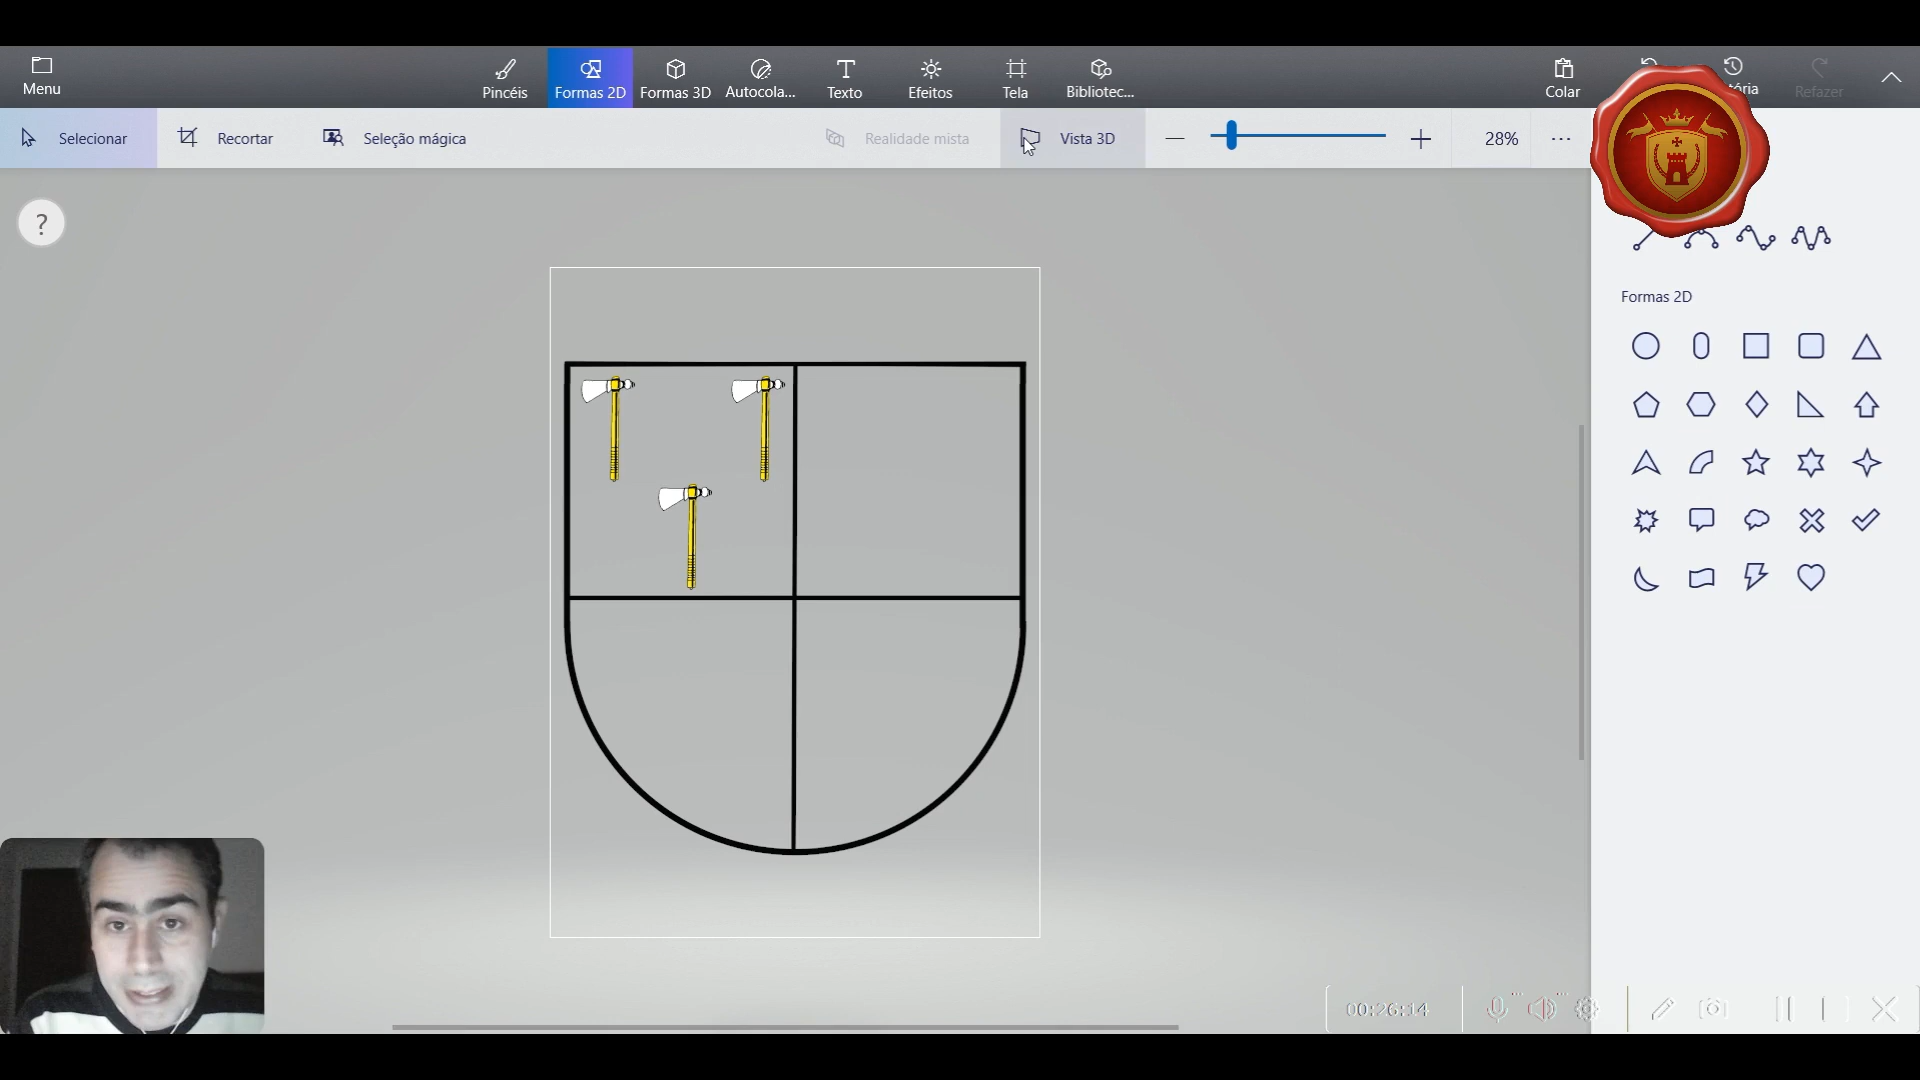 Menu
Pincéis
Formas 2D
Formas 3D
Autocola...
Texto
Efeitos
Tela
Bibliotec...
Colar
Refazer
Selecionar
Recortar
Seleção mágica
Realidade mista
Vista 3D
28%
?
Formas 2D
00:26:14